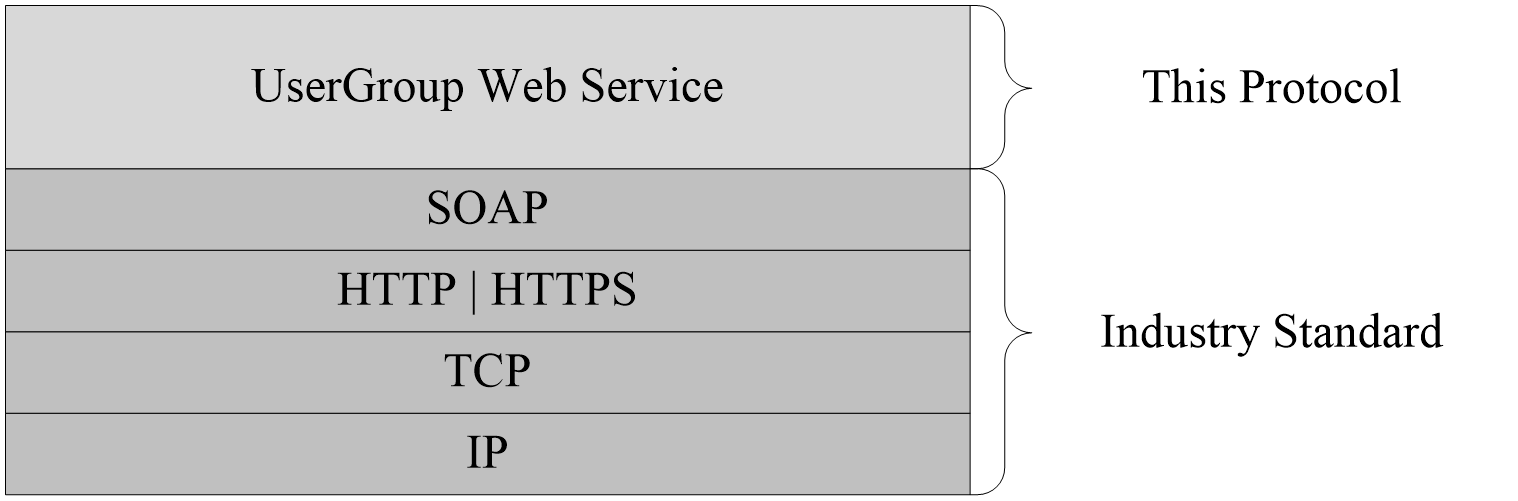 UserGroup Web Service
This Protocol
SOAP
HTTP | HTTPS
Industry Standard
TCP
IP